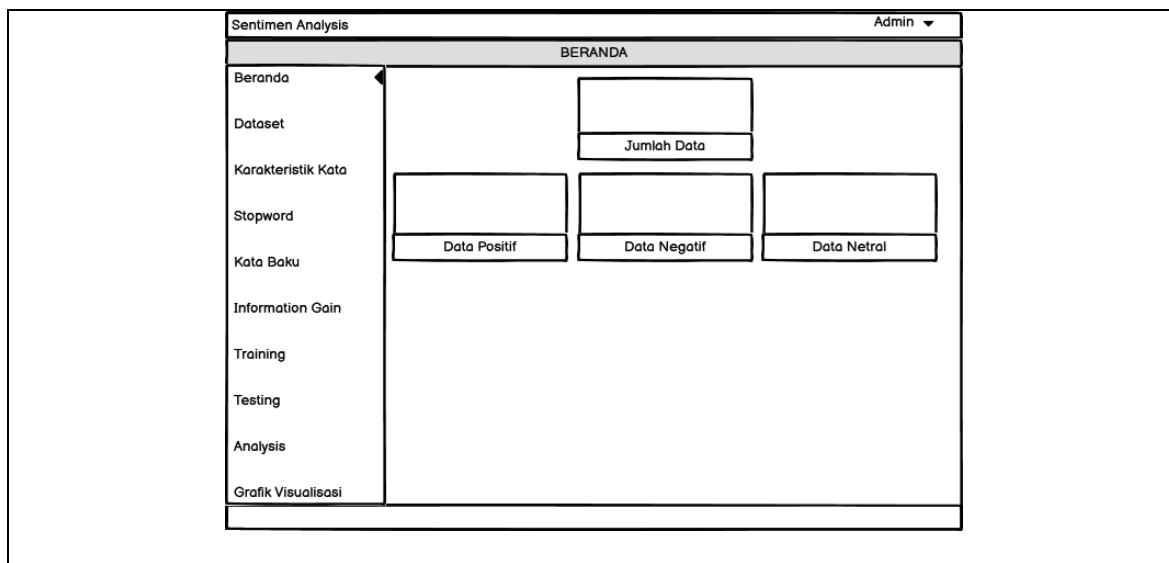 Sentimen Analysis
Admin
BERANDA
Beranda
Dataset
Karakteristik Kata
Stopword
Kata Baku
Information Gain
Training
Testing
Analysis
Grafik Visualisasi
Jumlah Data
Data Positif
Data Negatif
Data Netral